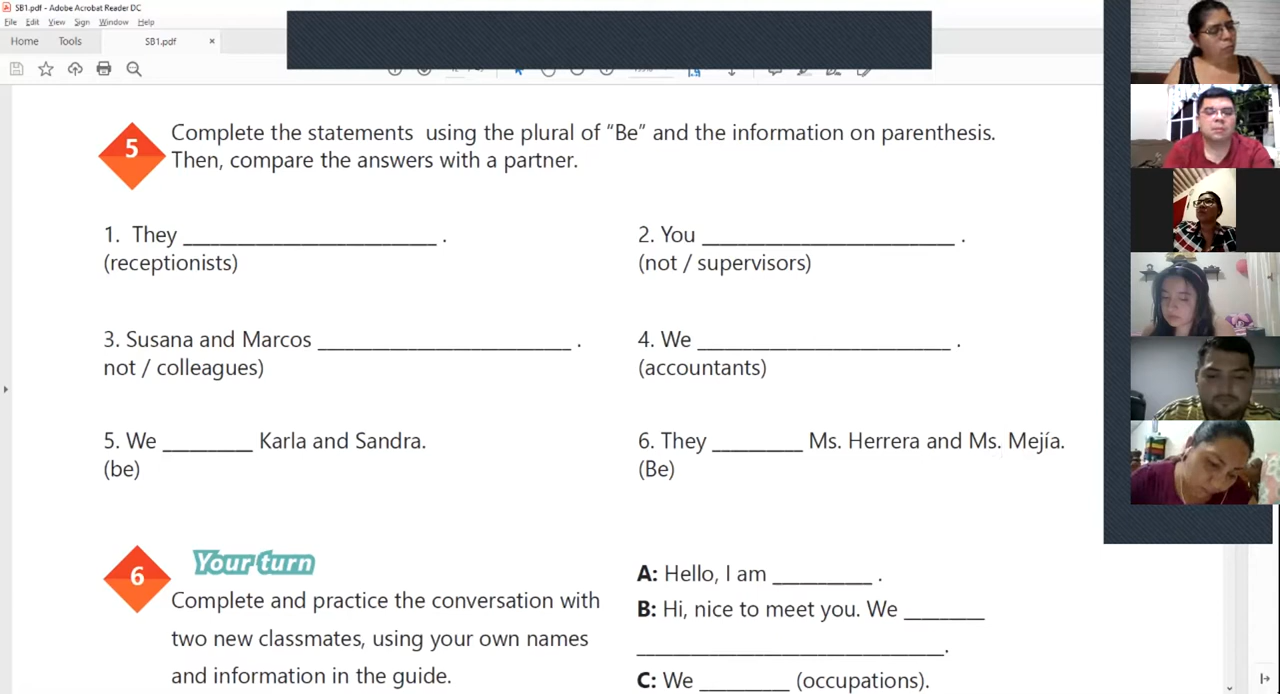 SB1.pdf - Adobe Acrobat Reader DC
File Edit View Sign Window Help
Home Tools SB1.pdf ×
5 Complete the statements using the plural of “Be” and the information on parenthesis.
Then, compare the answers with a partner.
1. They ________________________ .
(receptionists)
2. You ________________________ .
(not / supervisors)
3. Susana and Marcos ________________________ .
not / colleagues)
4. We ________________________ .
(accountants)
5. We _________ Karla and Sandra.
(be)
6. They _________ Ms. Herrera and Ms. Mejía.
(Be)
6 Your turn
Complete and practice the conversation with
two new classmates, using your own names
and information in the guide.
A: Hello, I am __________ .
B: Hi, nice to meet you. We ________
______________________________.
C: We _________ (occupations).